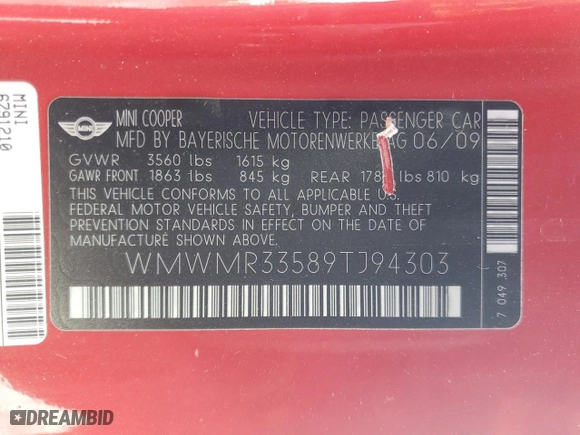 MINI
6291210
MINI
MINI COOPER VEHICLE TYPE: PASSENGER CAR
MFD BY BAYERISCHE MOTORENWERKE AG 06/09
GVWR 3560 lbs 1615 kg
GAWR FRONT 1863 lbs 845 kg REAR 178 lbs 810 kg
THIS VEHICLE CONFORMS TO ALL APPLICABLE U.S.
FEDERAL MOTOR VEHICLE SAFETY, BUMPER AND THEFT
PREVENTION STANDARDS IN EFFECT ON THE DATE OF
MANUFACTURE SHOWN ABOVE.
WMWMR33589TJ94303
7 049 307
DREAMBID